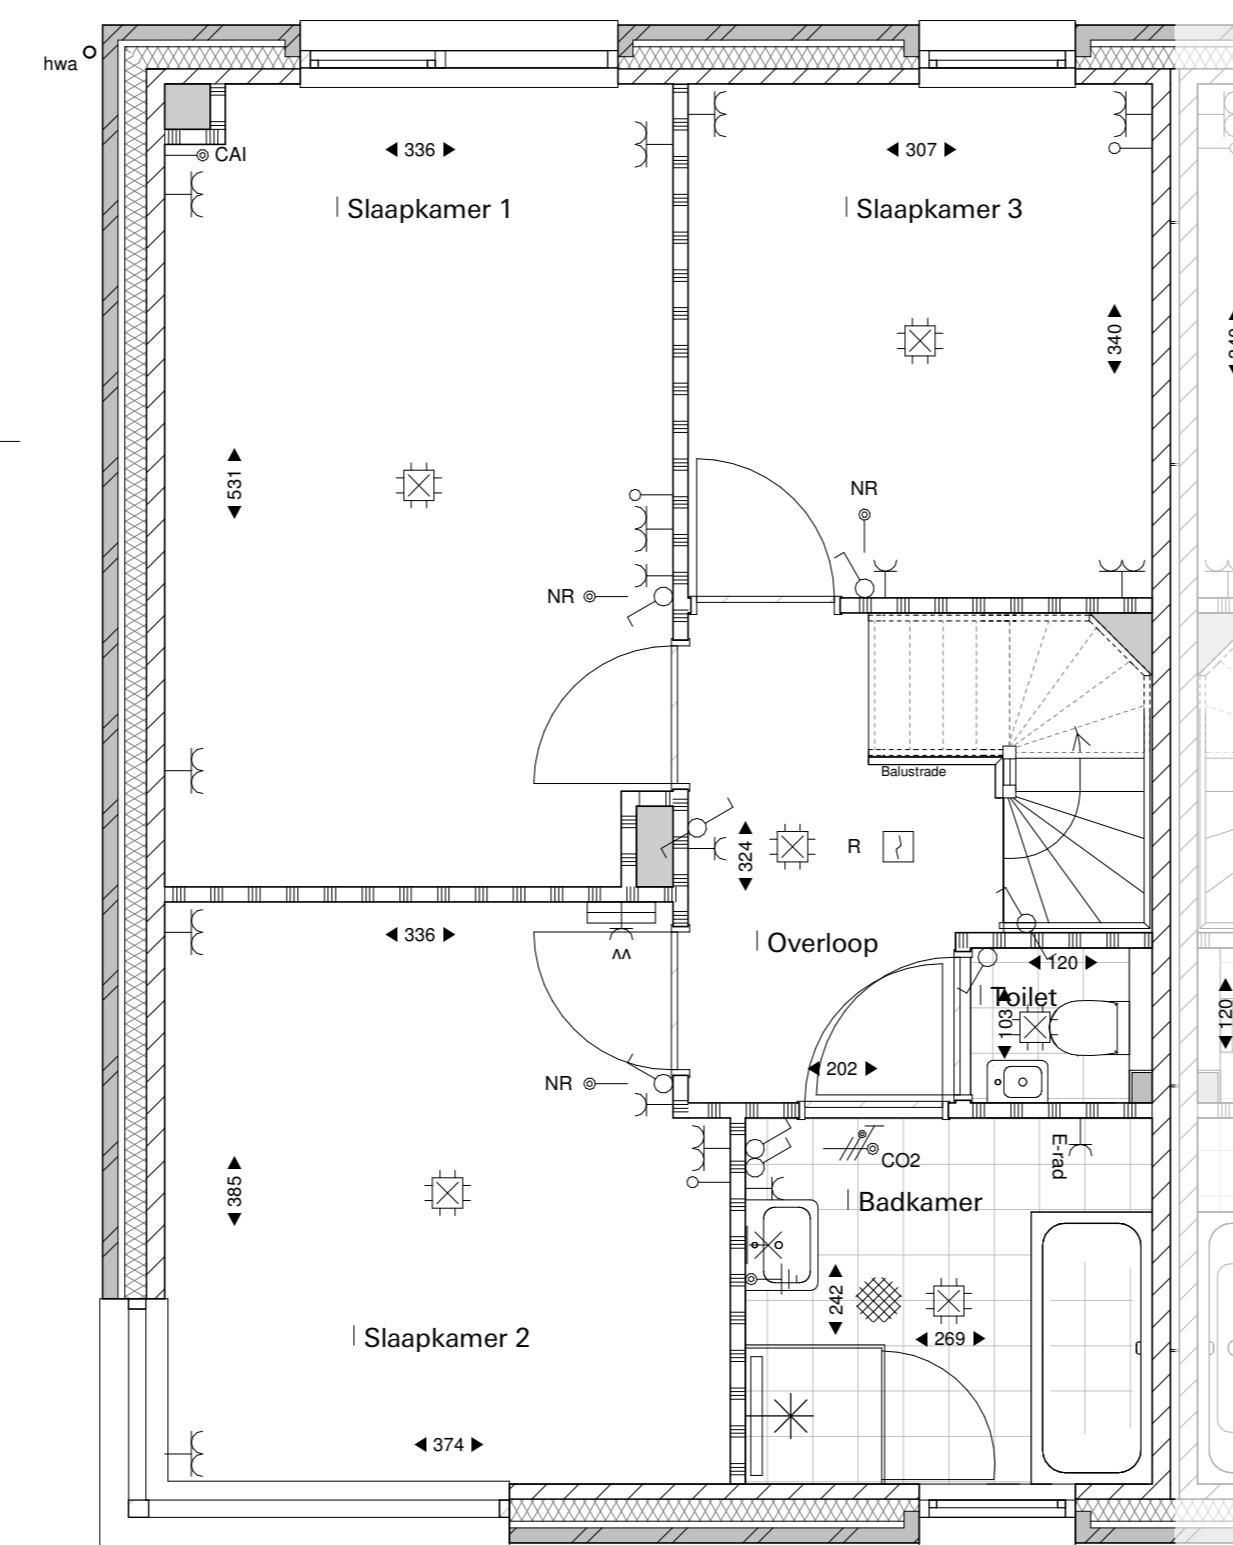 hwa
CAI
336
307
Slaapkamer 1
Slaapkamer 3
340
531
NR
NR
Balustrade
324
R
336
Overloop
120
Toilet
103
120
202
NR
CO2
E-rad
385
Badkamer
242
269
Slaapkamer 2
374